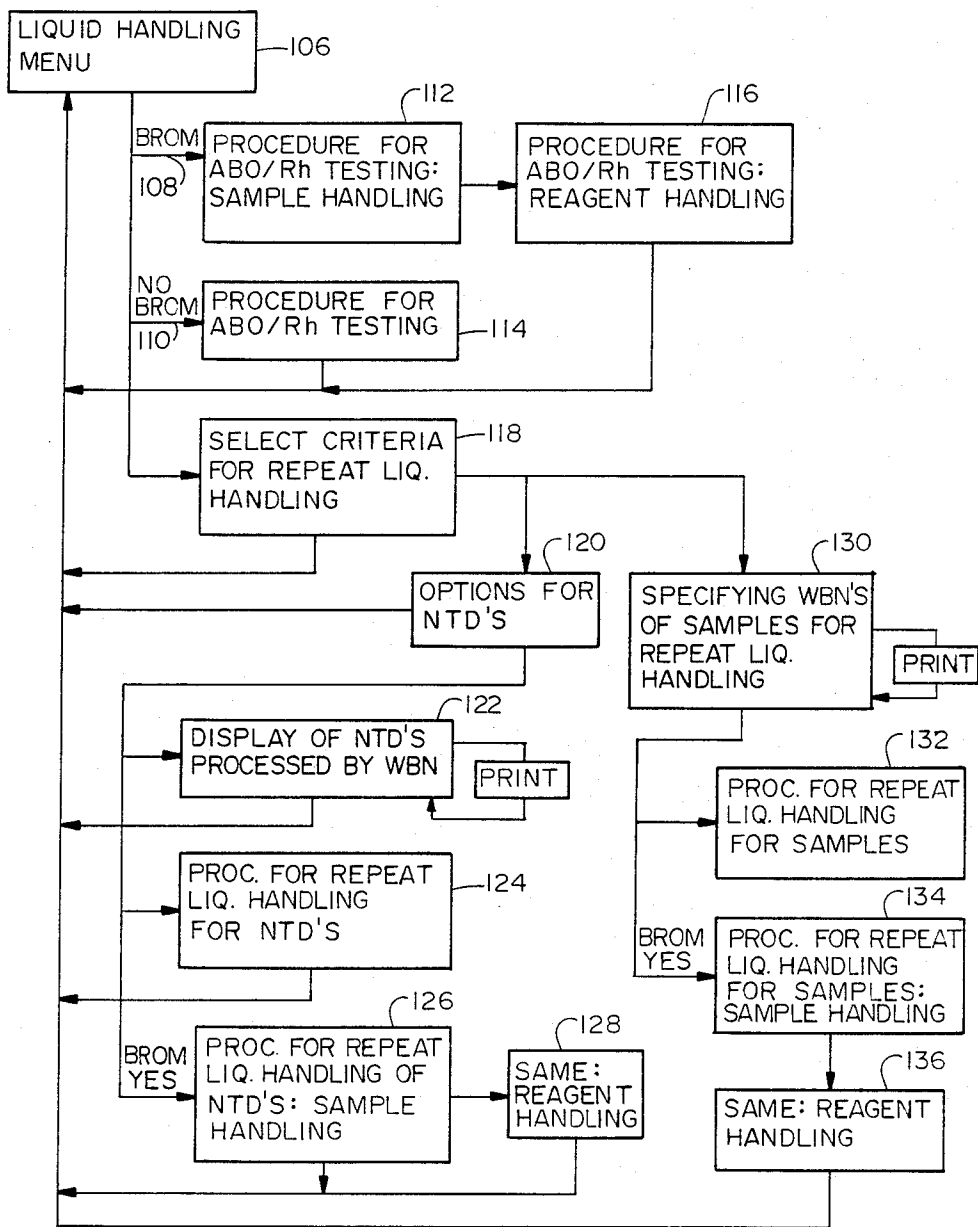 LIQUID HANDLING
MENU
106
BROM
108
112
PROCEDURE FOR
ABO/Rh TESTING:
SAMPLE HANDLING
116
PROCEDURE FOR
ABO/Rh TESTING:
REAGENT HANDLING
NO
BROM
110
PROCEDURE FOR
ABO/Rh TESTING
114
SELECT CRITERIA
FOR REPEAT LIQ.
HANDLING
118
120
OPTIONS FOR
NTD'S
130
SPECIFYING WBN'S
OF SAMPLES FOR
REPEAT LIQ.
HANDLING
PRINT
122
DISPLAY OF NTD'S
PROCESSED BY WBN
PRINT
132
PROC. FOR REPEAT
LIQ. HANDLING
FOR SAMPLES
PROC. FOR REPEAT
LIQ. HANDLING
FOR NTD'S
124
BROM
YES
134
PROC. FOR REPEAT
LIQ. HANDLING
FOR SAMPLES:
SAMPLE HANDLING
BROM
YES
126
PROC. FOR REPEAT
LIQ. HANDLING OF
NTD'S: SAMPLE
HANDLING
128
SAME:
REAGENT
HANDLING
136
SAME: REAGENT
HANDLING